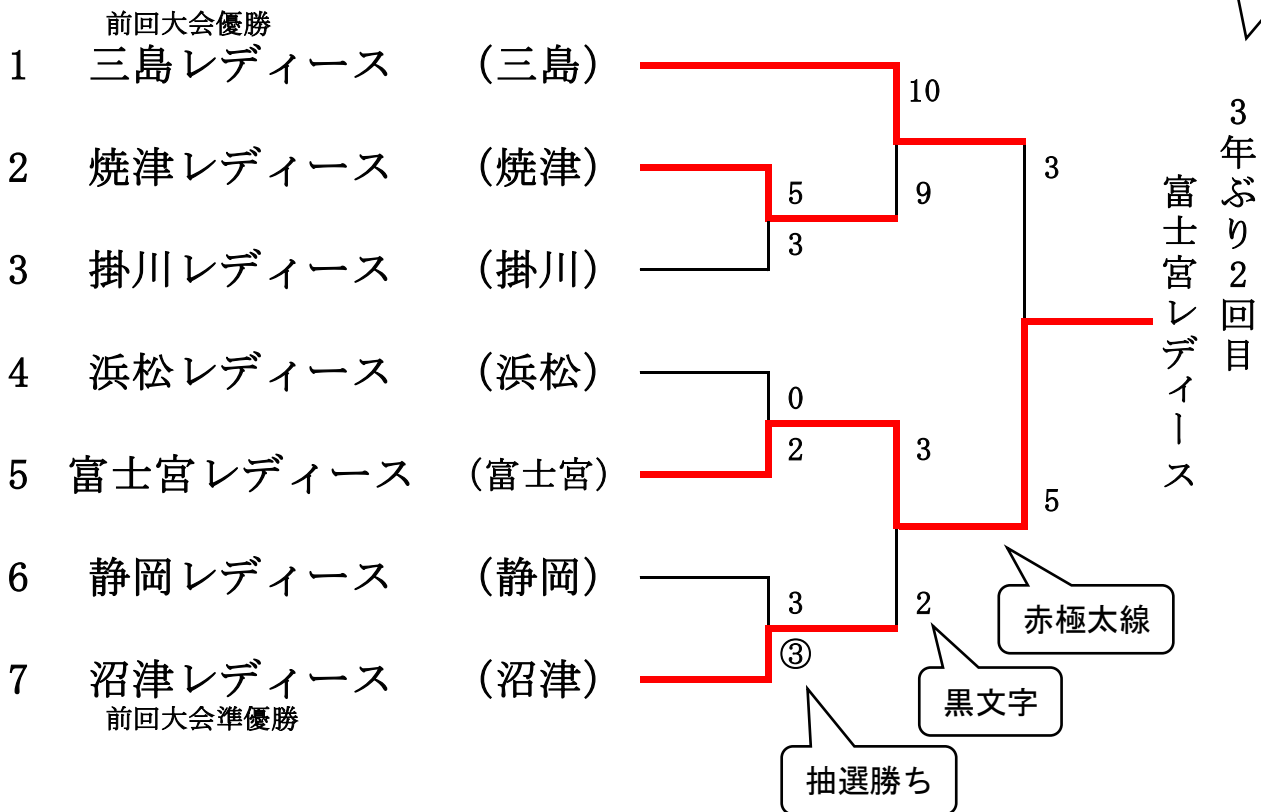 前回大会優勝
1 三島レディース (三島)
10
2 焼津レディース (焼津)
5
9
3
3
3 掛川レディース (掛川)
4 浜松レディース (浜松)
0
2
3
5 富士宮レディース (富士宮)
5
6 静岡レディース (静岡)
3
2
③
7 沼津レディース (沼津)
前回大会準優勝
3年ぶり2回目
富士宮レディース
赤極太線
黒文字
抽選勝ち